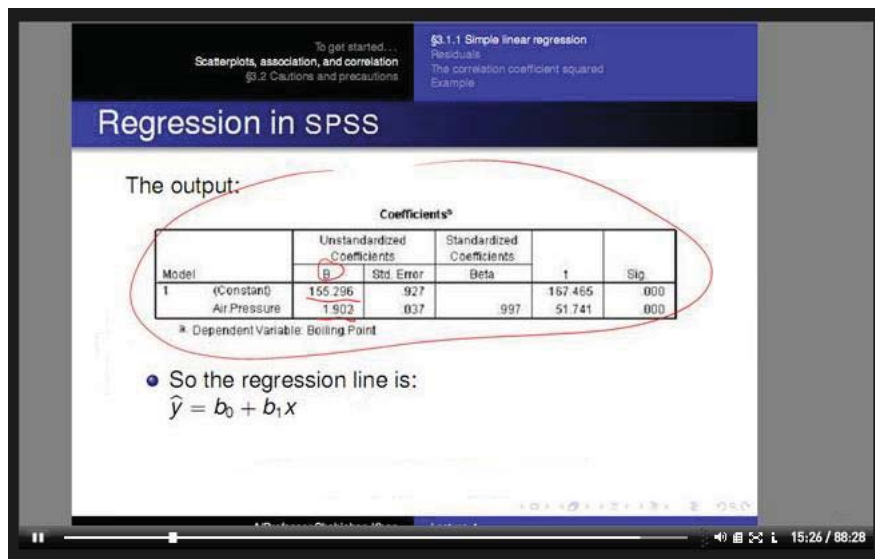 To get started...
Scatterplots, association, and correlation
§3.2 Cautions and precautions
§3.1.1 Simple linear regression
Residuals
The correlation coefficient squared
Example
Regression in SPSS
The output:
Coefficientsᵃ
Unstandardized Coefficients Standardized Coefficients
Model B Std. Error Beta t Sig.
1 (Constant) 155.296 .927 167.465 .000
Air Pressure 1.902 .037 .997 51.741 .000
a. Dependent Variable: Boiling Point
So the regression line is:
ŷ = b₀ + b₁x
15:26 / 88:28